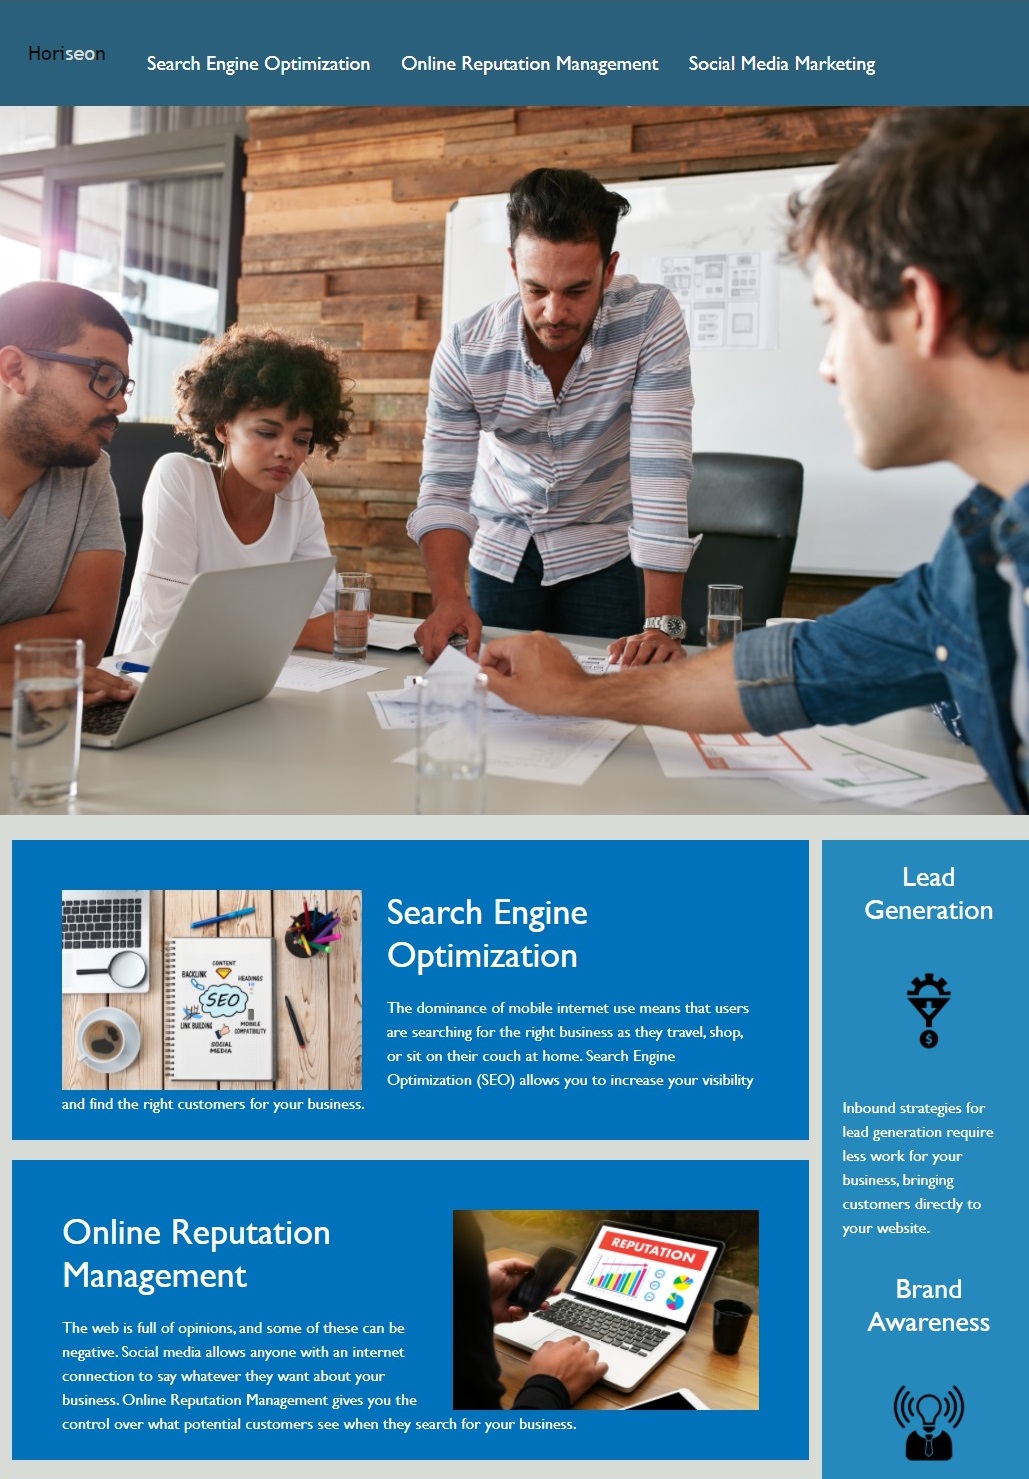 Horiseon
Search Engine Optimization
Online Reputation Management
Social Media Marketing
Search Engine
Optimization
The dominance of mobile internet use means that users
are searching for the right business as they travel, shop,
or sit on their couch at home. Search Engine
Optimization (SEO) allows you to increase your visibility
and find the right customers for your business.
CONTENT
BACKLINK
HEADINGS
SEO
LINK BUILDING
MOBILE
COMPATIBILITY
SOCIAL
MEDIA
Online Reputation
Management
The web is full of opinions, and some of these can be
negative. Social media allows anyone with an internet
connection to say whatever they want about your
business. Online Reputation Management gives you the
control over what potential customers see when they search for your business.
REPUTATION
Lead
Generation
$
Inbound strategies for
lead generation require
less work for your
business, bringing
customers directly to
your website.
Brand
Awareness